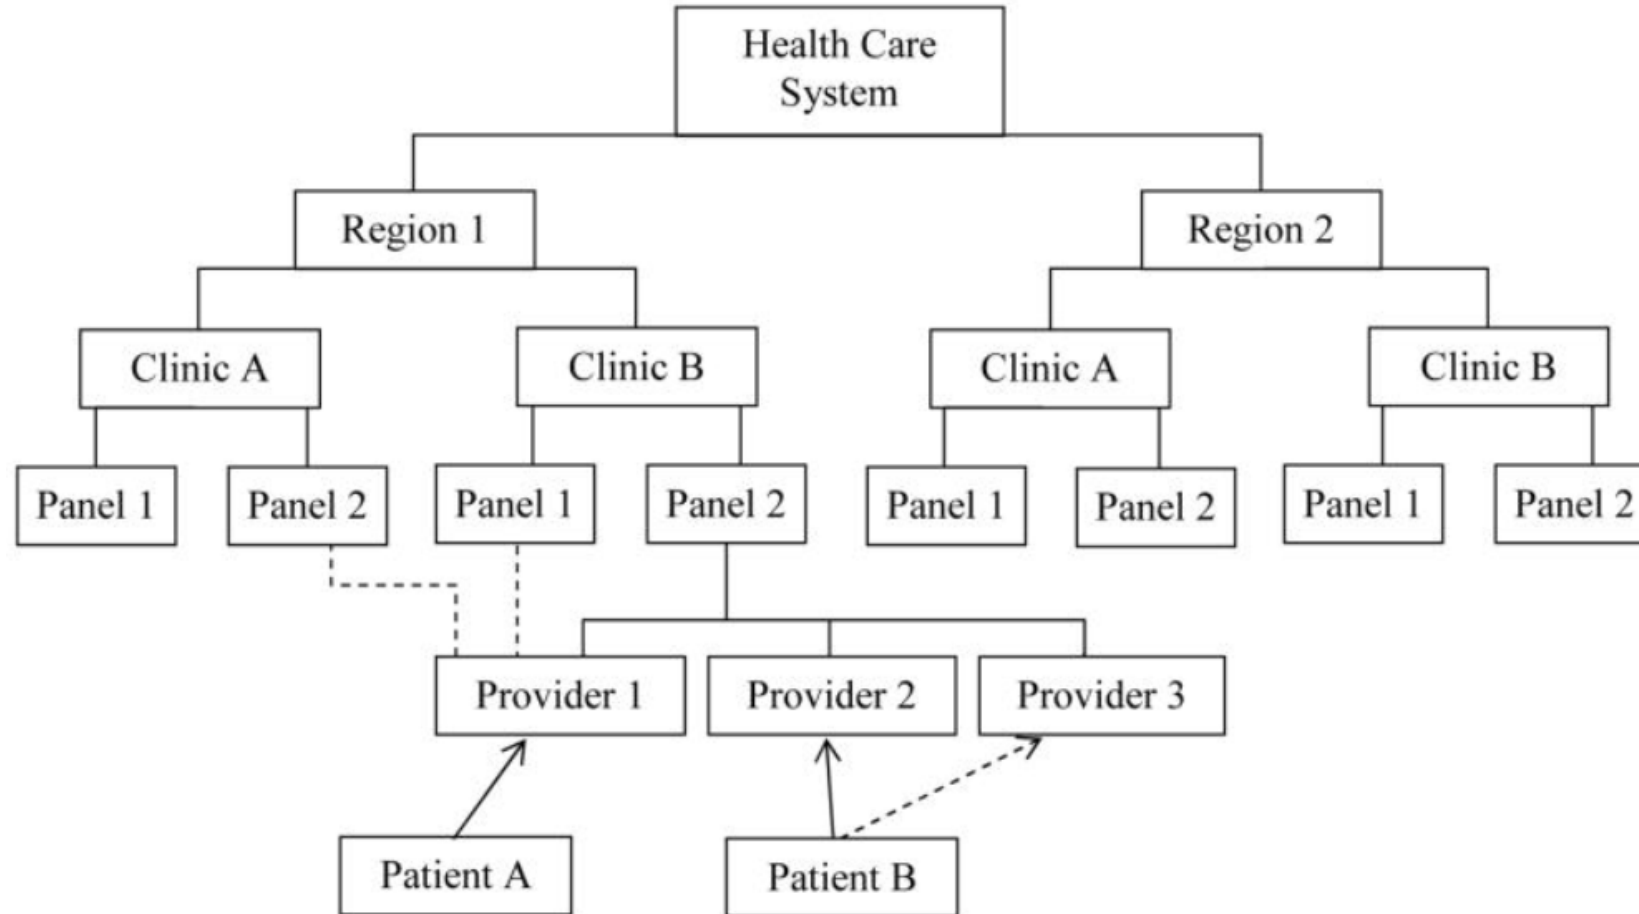 Health Care
System
Region 1
Region 2
Clinic A
Clinic B
Clinic A
Clinic B
Panel 1
Panel 2
Panel 1
Panel 2
Panel 1
Panel 2
Panel 1
Panel 2
Provider 1
Provider 2
Provider 3
Patient A
Patient B